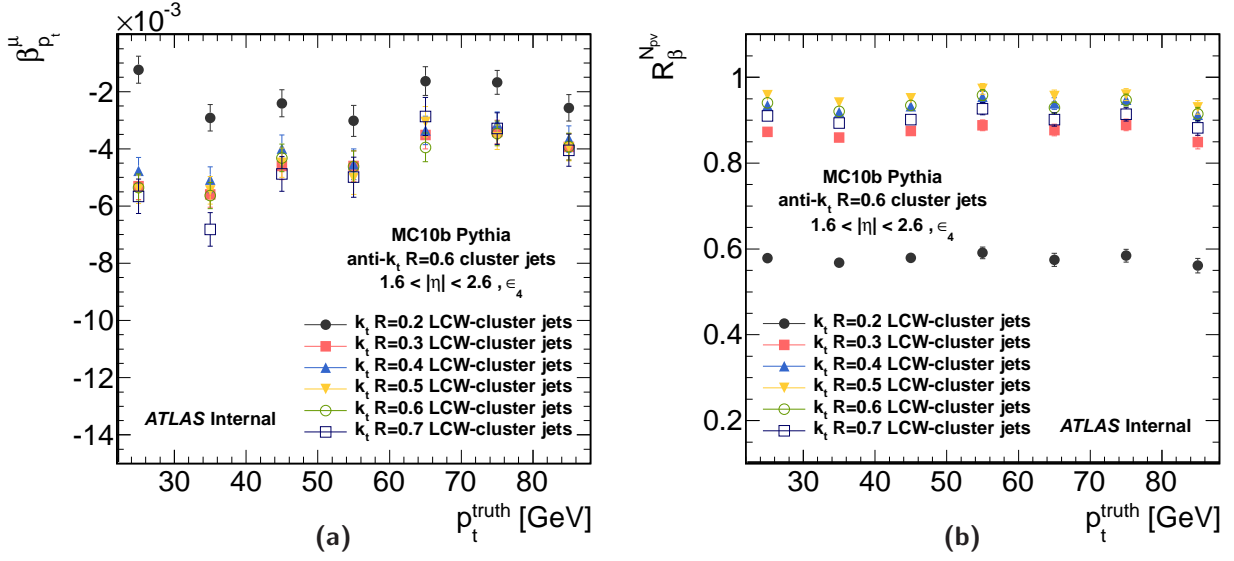 ×10⁻³
β^μ_{p_t}
-2
-4
-6
-8
-10
-12
-14
MC10b Pythia
anti-k_t R=0.6 cluster jets
1.6 < |η| < 2.6 , ∈_4
k_t R=0.2 LCW-cluster jets
k_t R=0.3 LCW-cluster jets
k_t R=0.4 LCW-cluster jets
k_t R=0.5 LCW-cluster jets
k_t R=0.6 LCW-cluster jets
k_t R=0.7 LCW-cluster jets
ATLAS Internal
30 40 50 60 70 80
p_t^truth [GeV]
(a)
R_β^{N_pv}
1
0.8
0.6
0.4
0.2
MC10b Pythia
anti-k_t R=0.6 cluster jets
1.6 < |η| < 2.6 , ∈_4
k_t R=0.2 LCW-cluster jets
k_t R=0.3 LCW-cluster jets
k_t R=0.4 LCW-cluster jets
k_t R=0.5 LCW-cluster jets
k_t R=0.6 LCW-cluster jets
k_t R=0.7 LCW-cluster jets
ATLAS Internal
30 40 50 60 70 80
p_t^truth [GeV]
(b)